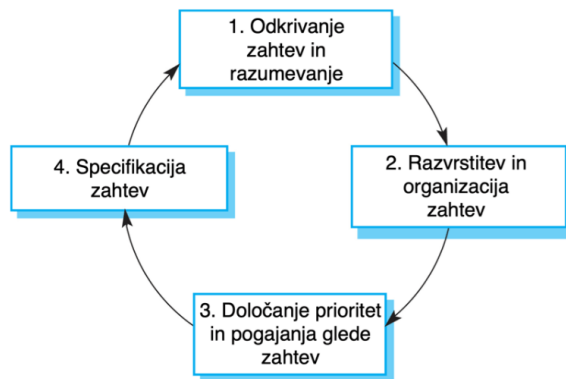 1. Odkrivanje
zahtev in
razumevanje
2. Razvrstitev in
organizacija
zahtev
3. Določanje prioritet
in pogajanja glede
zahtev
4. Specifikacija
zahtev